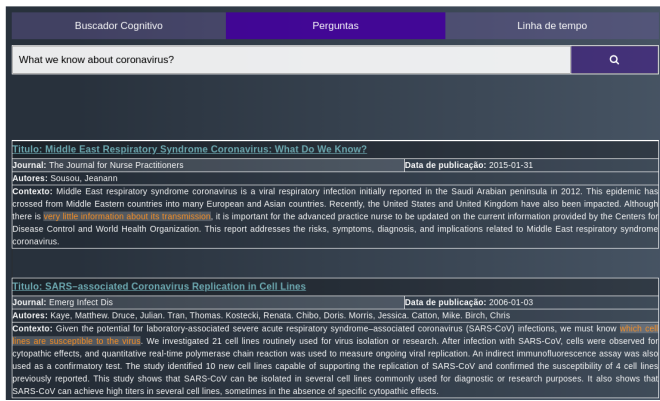 Buscador Cognitivo
Perguntas
Linha de tempo
What we know about coronavirus?
Titulo: Middle East Respiratory Syndrome Coronavirus: What Do We Know?
Journal: The Journal for Nurse Practitioners
Data de publicação: 2015-01-31
Autores: Sousou, Jeanann
Contexto: Middle East respiratory syndrome coronavirus is a viral respiratory infection initially reported in the Saudi Arabian peninsula in 2012. This epidemic has
crossed from Middle Eastern countries into many European and Asian countries. Recently, the United States and United Kingdom have also been impacted. Although
there is very little information about its transmission, it is important for the advanced practice nurse to be updated on the current information provided by the Centers for
Disease Control and World Health Organization. This report addresses the risks, symptoms, diagnosis, and implications related to Middle East respiratory syndrome
coronavirus.
Titulo: SARS–associated Coronavirus Replication in Cell Lines
Journal: Emerg Infect Dis
Data de publicação: 2006-01-03
Autores: Kaye, Matthew. Druce, Julian. Tran, Thomas. Kostecki, Renata. Chibo, Doris. Morris, Jessica. Catton, Mike. Birch, Chris
Contexto: Given the potential for laboratory-associated severe acute respiratory syndrome–associated coronavirus (SARS-CoV) infections, we must know which cell
lines are susceptible to the virus. We investigated 21 cell lines routinely used for virus isolation or research. After infection with SARS-CoV, cells were observed for
cytopathic effects, and quantitative real-time polymerase chain reaction was used to measure ongoing viral replication. An indirect immunofluorescence assay was also
used as a confirmatory test. The study identified 10 new cell lines capable of supporting the replication of SARS-CoV and confirmed the susceptibility of 4 cell lines
previously reported. This study shows that SARS-CoV can be isolated in several cell lines commonly used for diagnostic or research purposes. It also shows that
SARS-CoV can achieve high titers in several cell lines, sometimes in the absence of specific cytopathic effects.